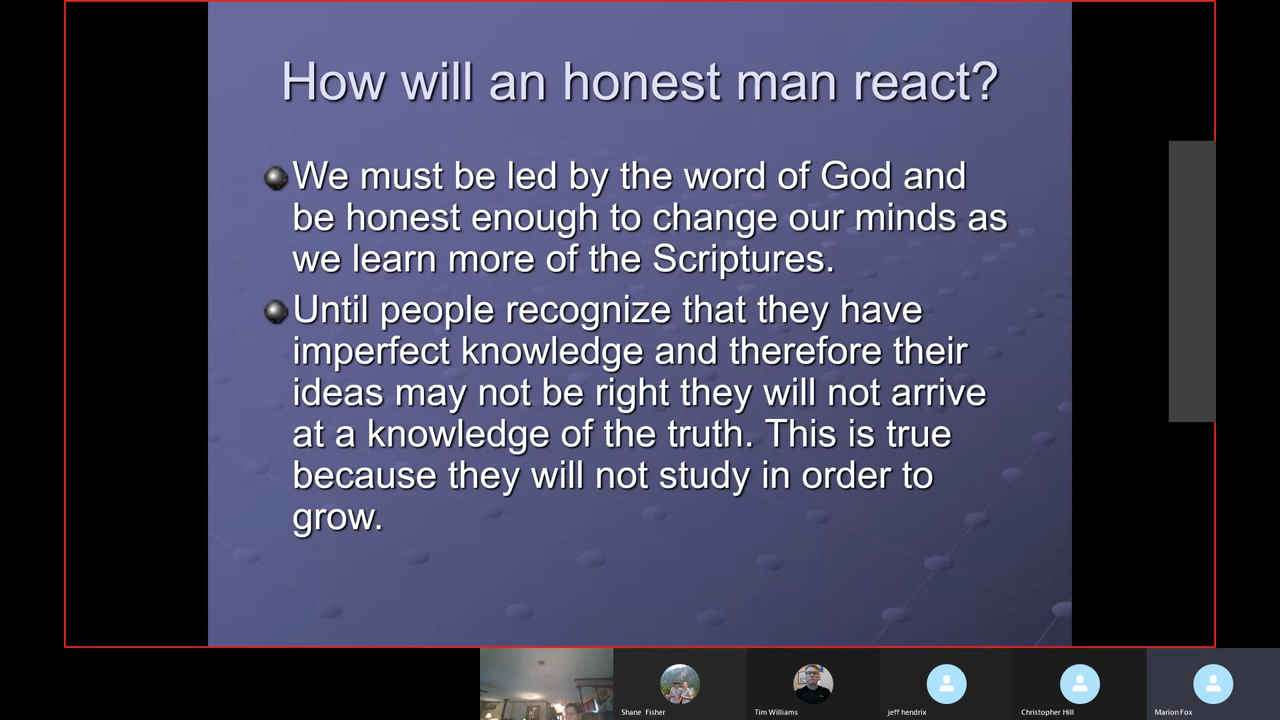 How will an honest man react?
We must be led by the word of God and
be honest enough to change our minds as
we learn more of the Scriptures.
Until people recognize that they have
imperfect knowledge and therefore their
ideas may not be right they will not arrive
at a knowledge of the truth. This is true
because they will not study in order to
grow.
Shane Fisher
Tim Williams
jeff hendrix
Christopher Hill
Marion Fox